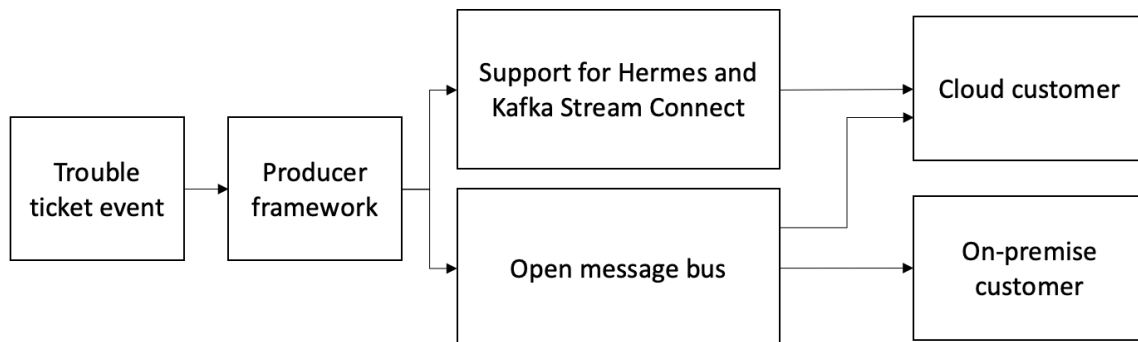 Trouble
ticket event
Producer
framework
Support for Hermes and
Kafka Stream Connect
Open message bus
Cloud customer
On-premise
customer